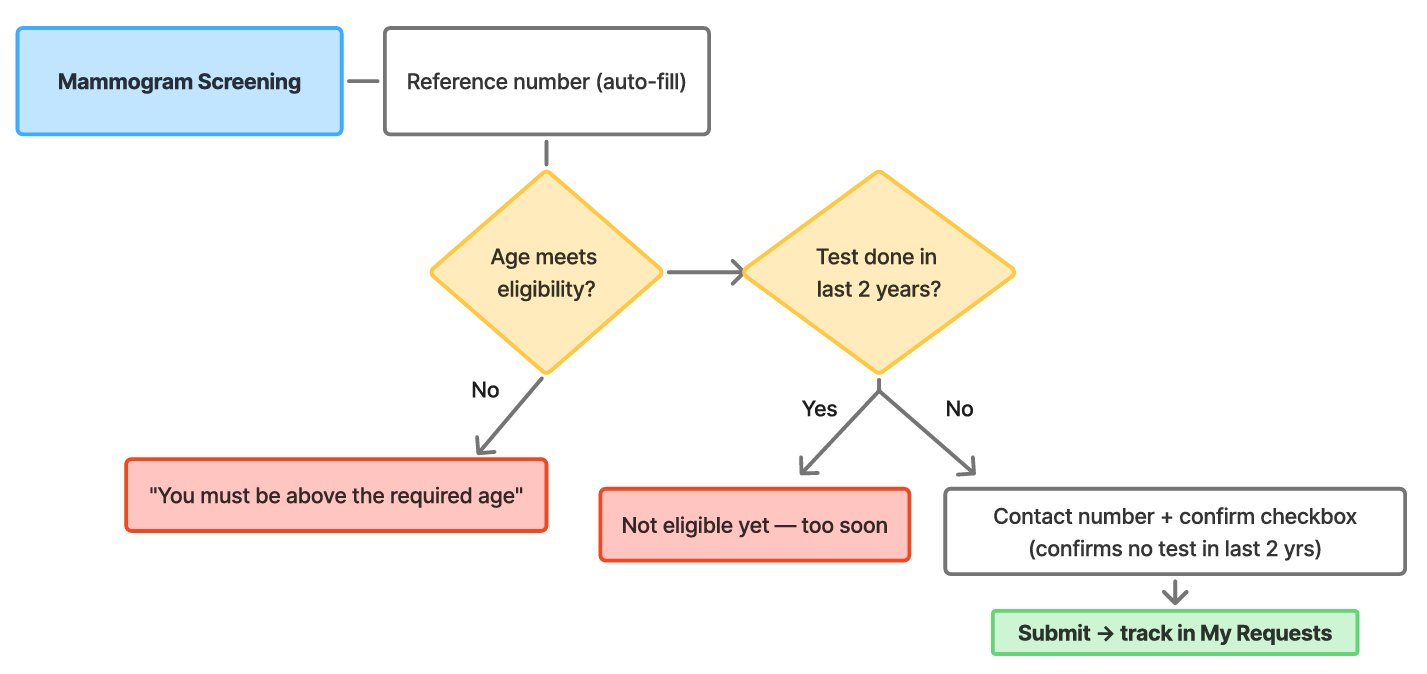 Mammogram Screening
Reference number (auto-fill)
Age meets
eligibility?
Test done in
last 2 years?
No
Yes
No
"You must be above the required age"
Not eligible yet — too soon
Contact number + confirm checkbox
(confirms no test in last 2 yrs)
Submit → track in My Requests